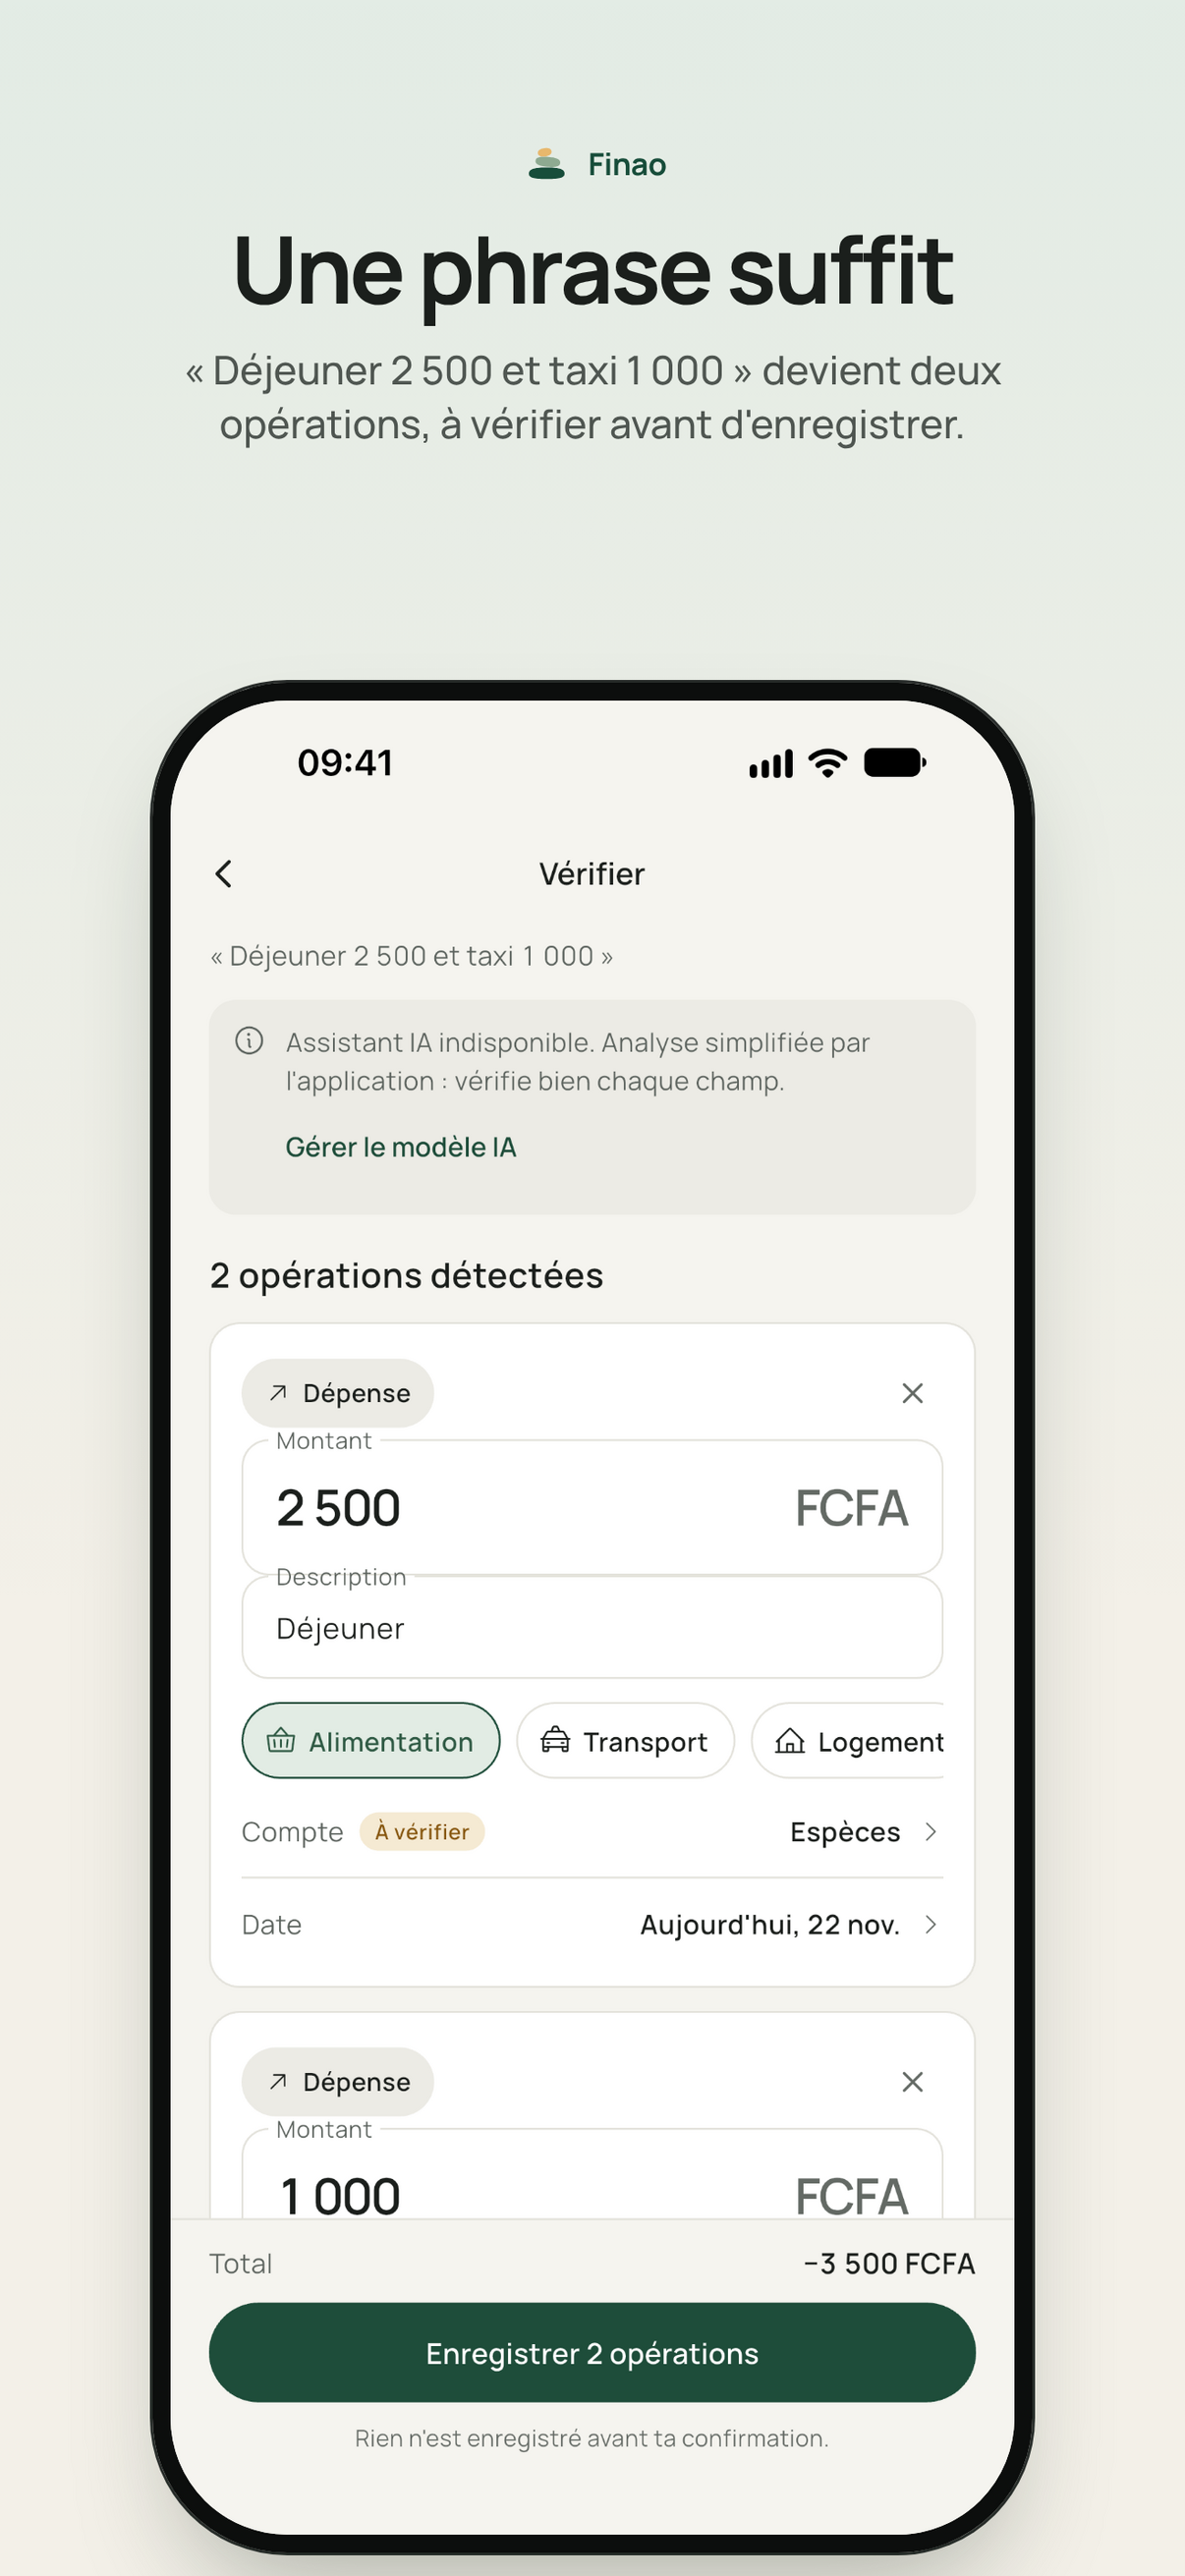 Finao
Une phrase suffit
« Déjeuner 2 500 et taxi 1 000 » devient deux
opérations, à vérifier avant d'enregistrer.
09:41
Vérifier
« Déjeuner 2 500 et taxi 1 000 »
Assistant IA indisponible. Analyse simplifiée par
l'application : vérifie bien chaque champ.
Gérer le modèle IA
2 opérations détectées
Dépense
Montant
2 500 FCFA
Description
Déjeuner
Alimentation Transport Logement
Compte À vérifier Espèces
Date Aujourd'hui, 22 nov.
Dépense
Montant
1 000 FCFA
Total −3 500 FCFA
Enregistrer 2 opérations
Rien n'est enregistré avant ta confirmation.